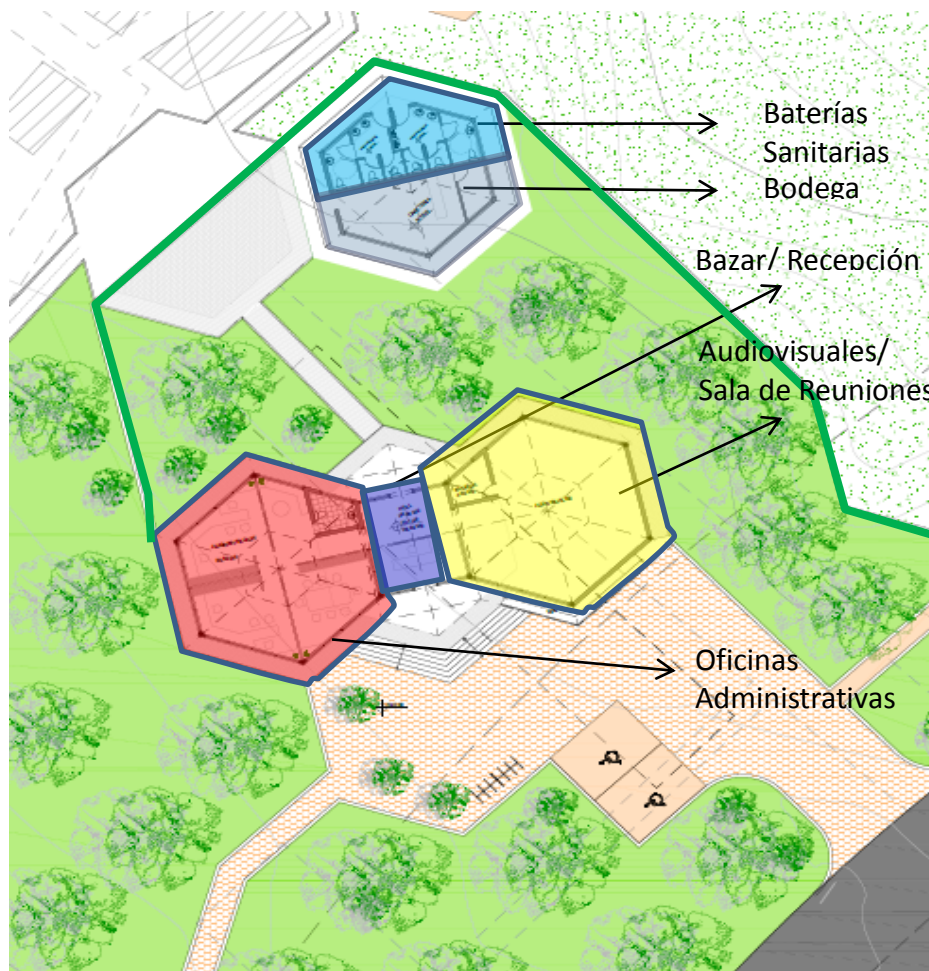 Baterías
Sanitarias
Bodega
Bazar/ Recepción
Audiovisuales/
Sala de Reuniones
Oficinas
Administrativas